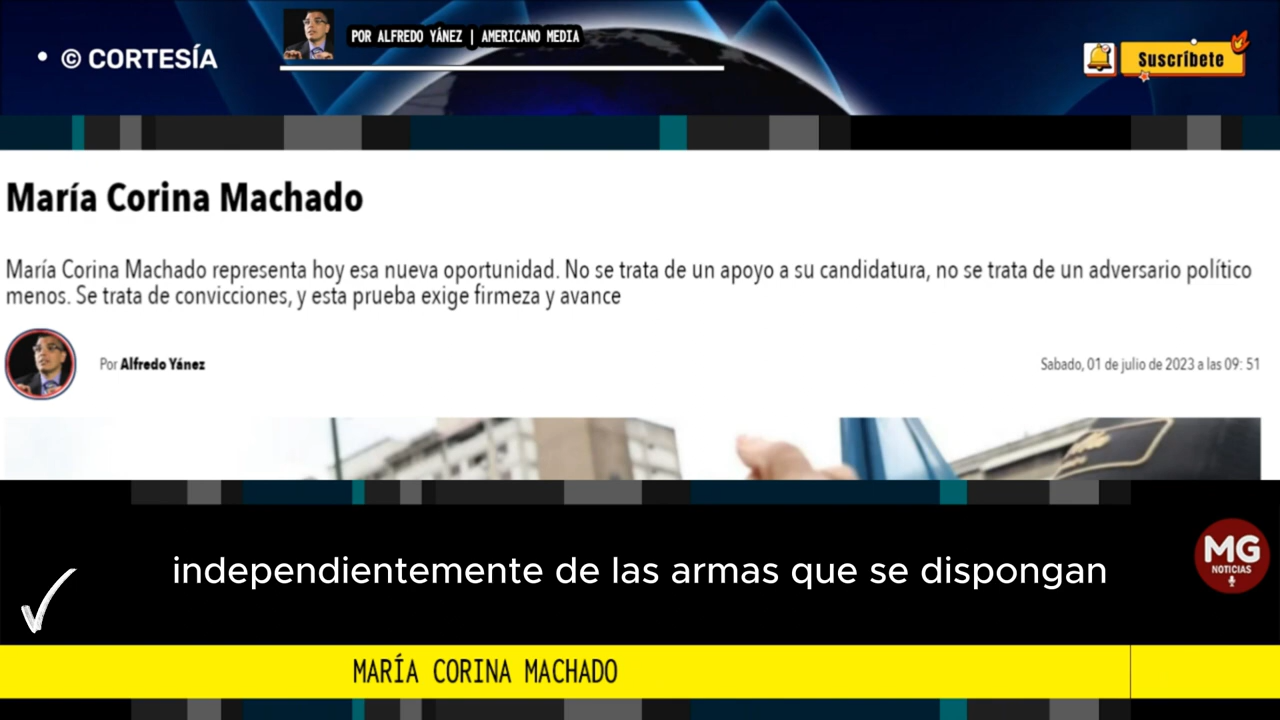 • © CORTESÍA
POR ALFREDO YÁNEZ | AMERICANO MEDIA
Suscríbete
María Corina Machado
María Corina Machado representa hoy esa nueva oportunidad. No se trata de un apoyo a su candidatura, no se trata de un adversario político
menos. Se trata de convicciones, y esta prueba exige firmeza y avance
Por Alfredo Yánez
Sabado, 01 de julio de 2023 a las 09: 51
independientemente de las armas que se dispongan
MG
NOTICIAS
MARÍA CORINA MACHADO